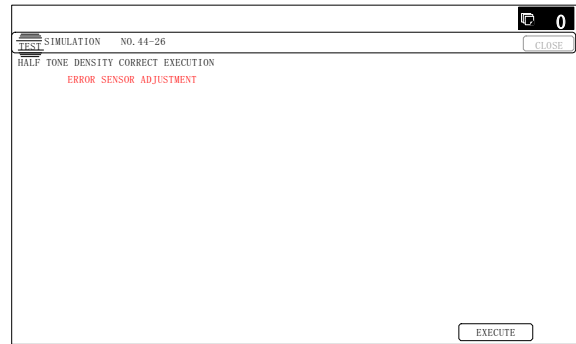 0
TEST SIMULATION NO.44-26
CLOSE
HALF TONE DENSITY CORRECT EXECUTION
ERROR SENSOR ADJUSTMENT
EXECUTE